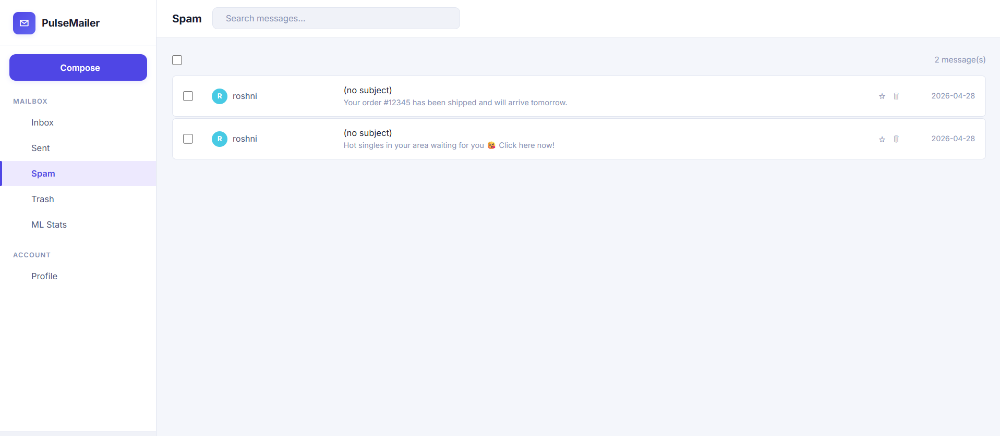 PulseMailer
Spam
Search messages...
Compose
2 message(s)
MAILBOX
Inbox
Sent
Spam
Trash
ML Stats
ACCOUNT
Profile
R roshni
(no subject)
Your order #12345 has been shipped and will arrive tomorrow.
2026-04-28
R roshni
(no subject)
Hot singles in your area waiting for you 😘 Click here now!
2026-04-28